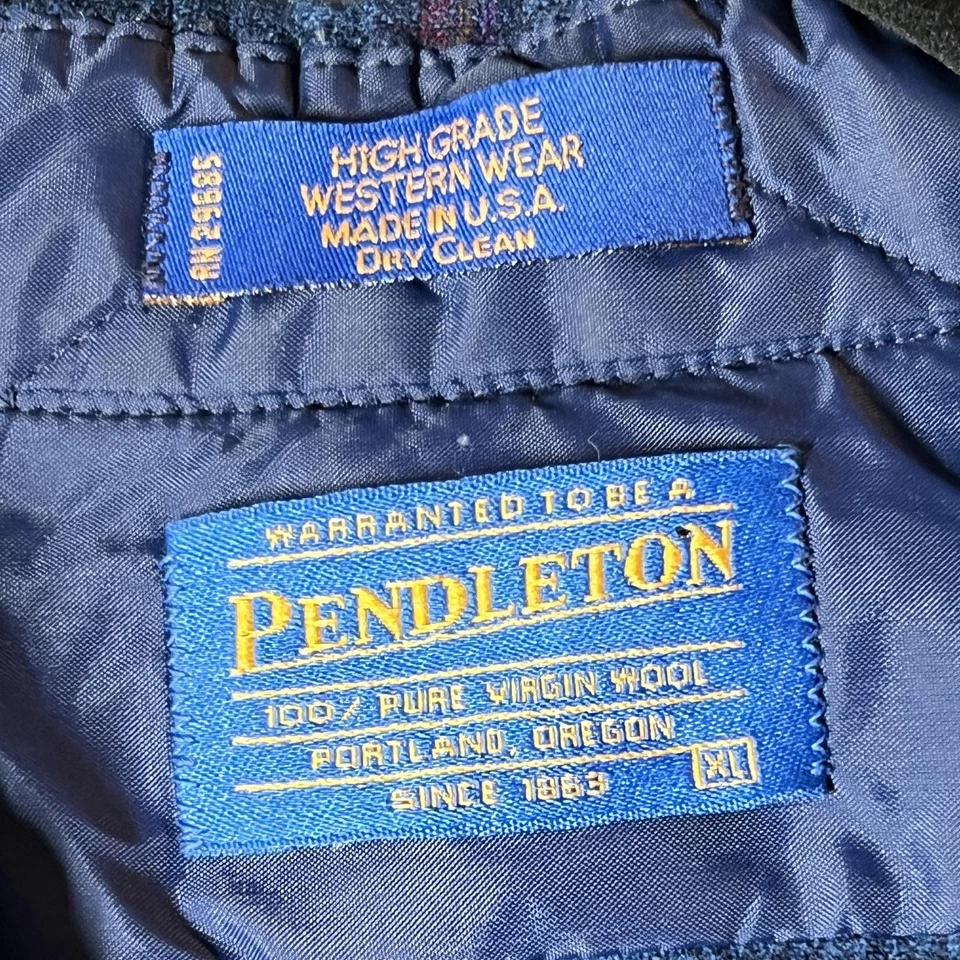 HIGH GRADE
WESTERN WEAR
MADE IN U.S.A.
DRY CLEAN
RN 29685
WARRANTED TO BE A
PENDLETON
100% PURE VIRGIN WOOL
PORTLAND, OREGON
SINCE 1863
XL